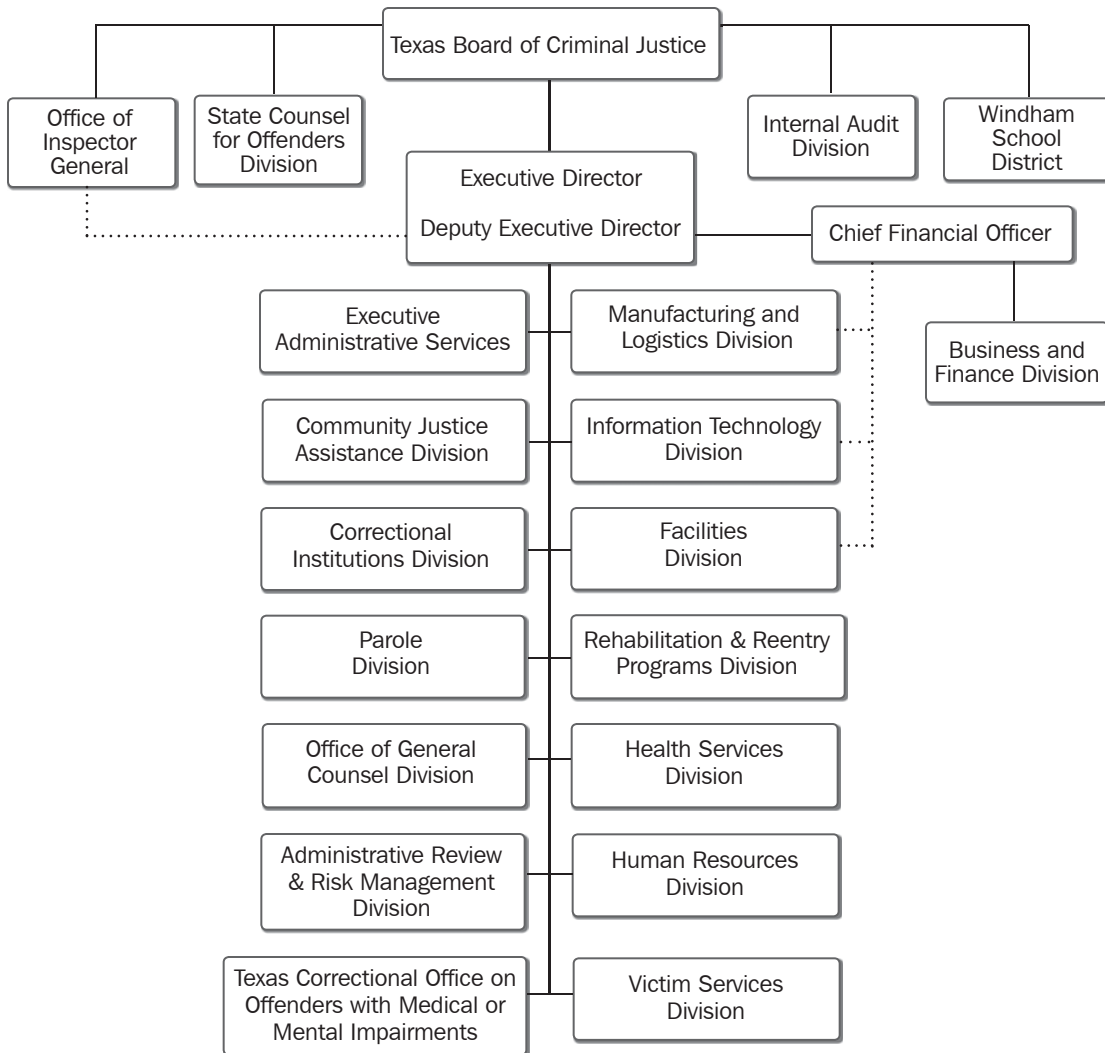 Texas Board of Criminal Justice
Office of
Inspector
General
State Counsel
for Offenders
Division
Internal Audit
Division
Windham
School
District
Executive Director
Deputy Executive Director
Chief Financial Officer
Business and
Finance Division
Executive
Administrative Services
Manufacturing and
Logistics Division
Community Justice
Assistance Division
Information Technology
Division
Correctional
Institutions Division
Facilities
Division
Parole
Division
Rehabilitation & Reentry
Programs Division
Office of General
Counsel Division
Health Services
Division
Administrative Review
& Risk Management
Division
Human Resources
Division
Texas Correctional Office on
Offenders with Medical or
Mental Impairments
Victim Services
Division